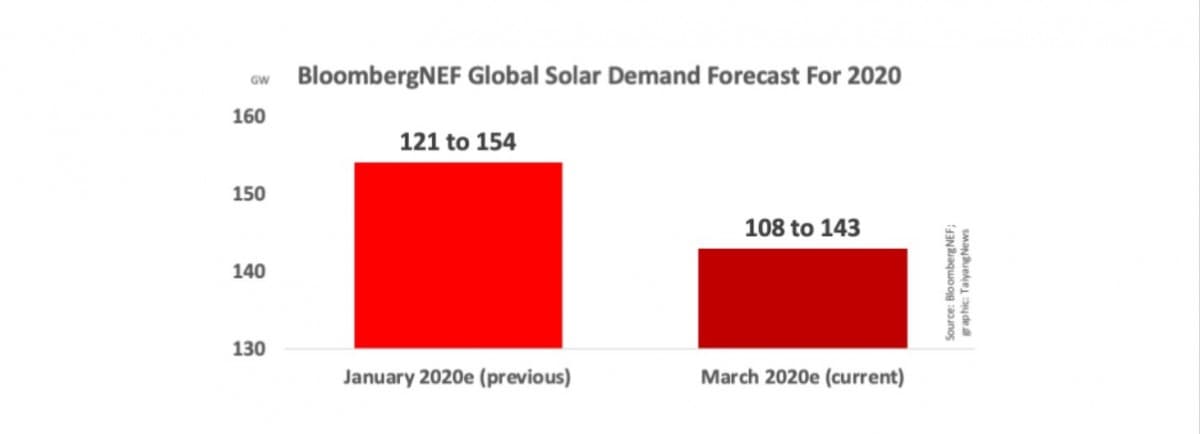 GW
BloombergNEF Global Solar Demand Forecast For 2020
160
150
140
130
121 to 154
108 to 143
January 2020e (previous)
March 2020e (current)
Source: BloombergNEF;
graphic: TaiyangNews